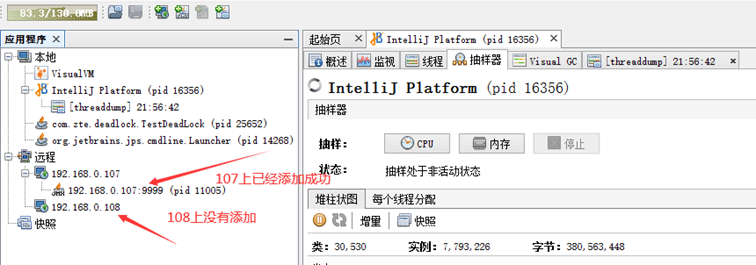 83.3/130.0MB
应用程序
本地
VisualVM
IntelliJ Platform (pid 16356)
[threaddump] 21:56:42
com.zte.deadlock.TestDeadLock (pid 25652)
org.jetbrains.jps.cmdline.Launcher (pid 14268)
远程
192.168.0.107
192.168.0.107:9999 (pid 11005)
192.168.0.108
快照
107上已经添加成功
108上没有添加
起始页
IntelliJ Platform (pid 16356)
概述 监视 线程 抽样器 Visual GC [threaddump] 21:56:42
IntelliJ Platform (pid 16356)
抽样器
抽样: CPU 内存 停止
状态: 抽样处于非活动状态
堆柱状图 每个线程分配
增量 快照
类: 30,530 实例: 7,793,226 字节: 380,563,448